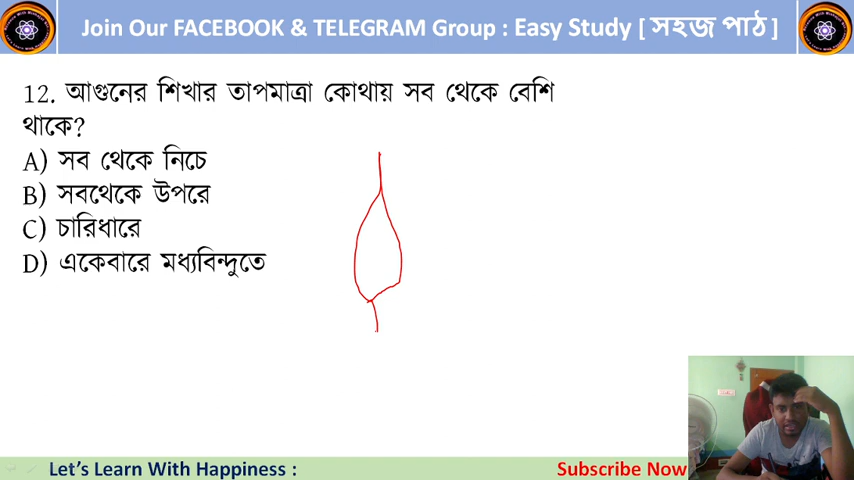 Join Our FACEBOOK & TELEGRAM Group : Easy Study [ সহজ পাঠ ]
12. আগুনের শিখার তাপমাত্রা কোথায় সব থেকে বেশি
থাকে?
A) সব থেকে নিচে
B) সবথেকে উপরে
C) চারিধারে
D) একেবারে মধ্যবিন্দুতে
Let's Learn With Happiness :
Subscribe Now